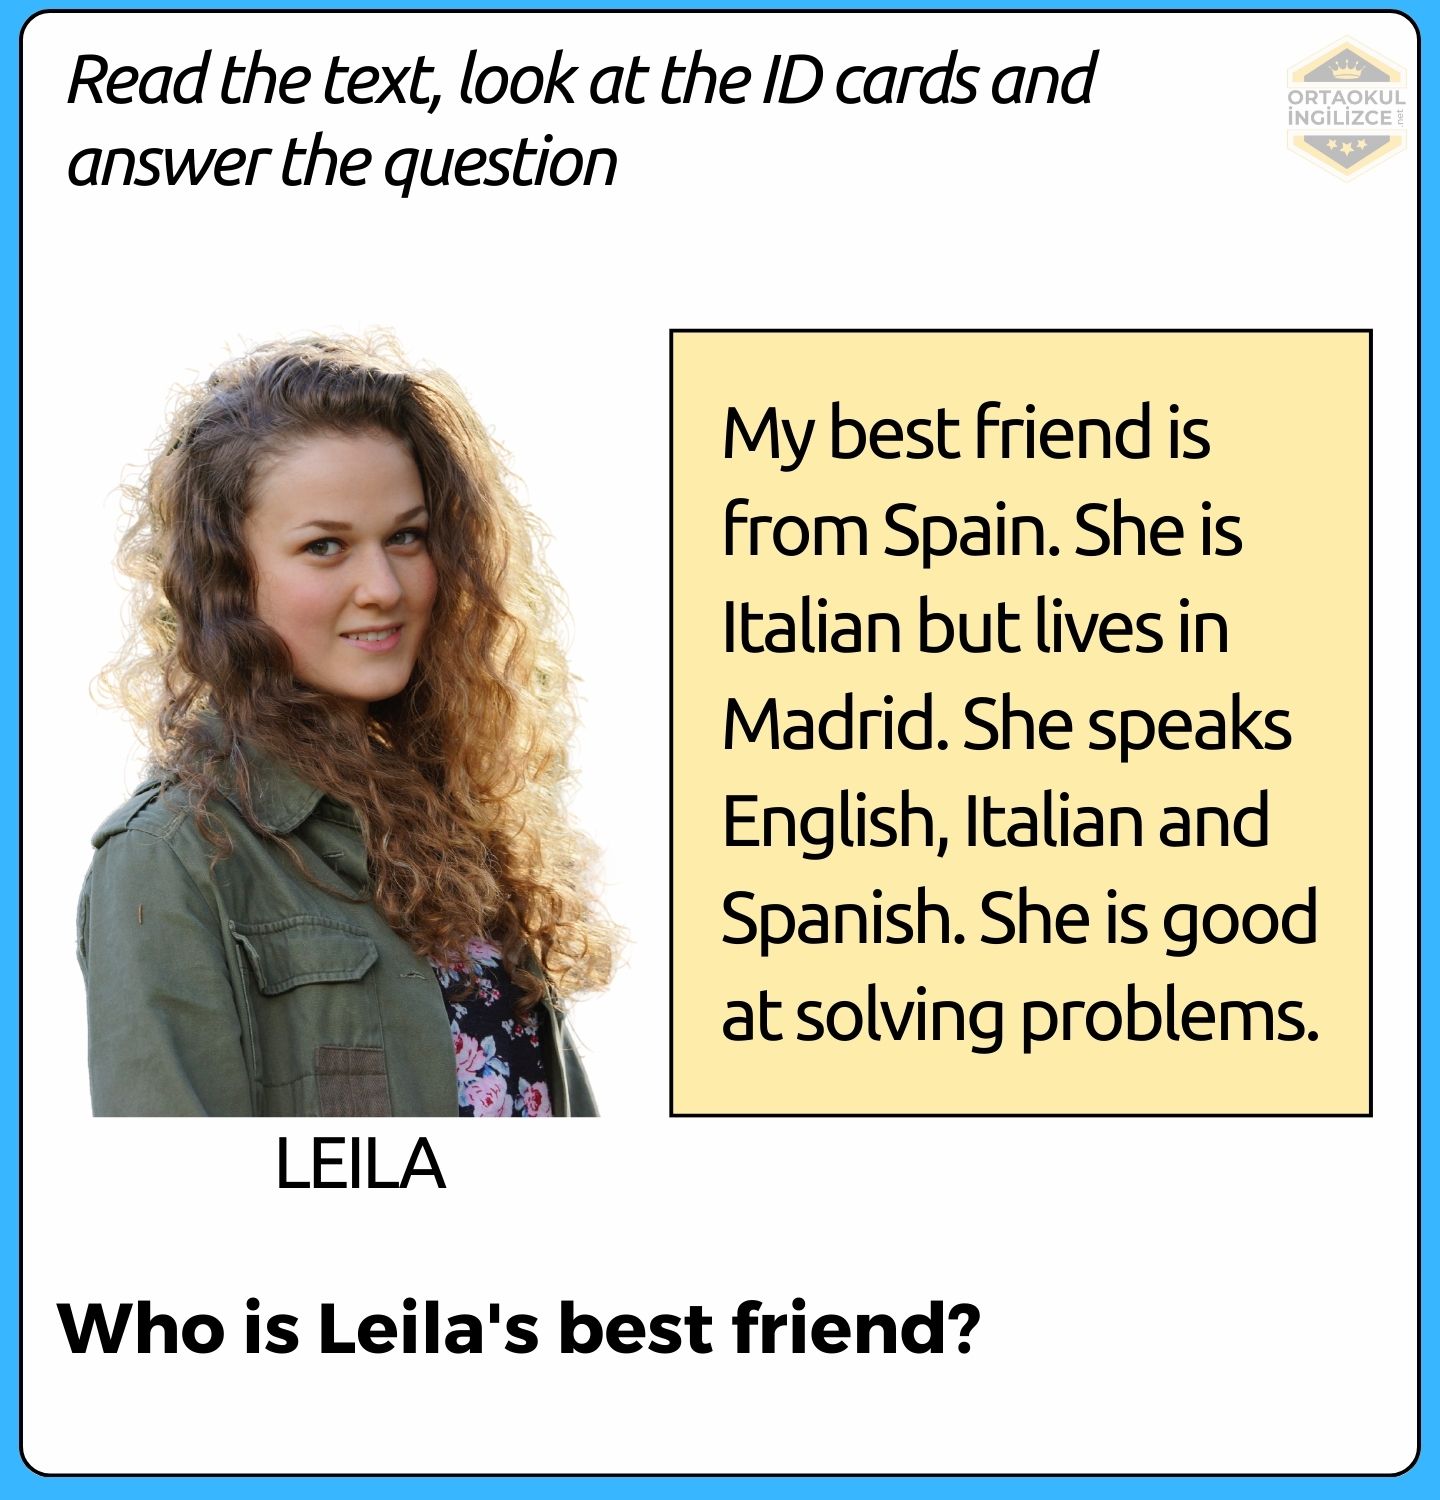 Read the text, look at the ID cards and
answer the question
ORTAOKUL
İNGİLİZCE.net
My best friend is
from Spain. She is
Italian but lives in
Madrid. She speaks
English, Italian and
Spanish. She is good
at solving problems.
LEILA
Who is Leila's best friend?